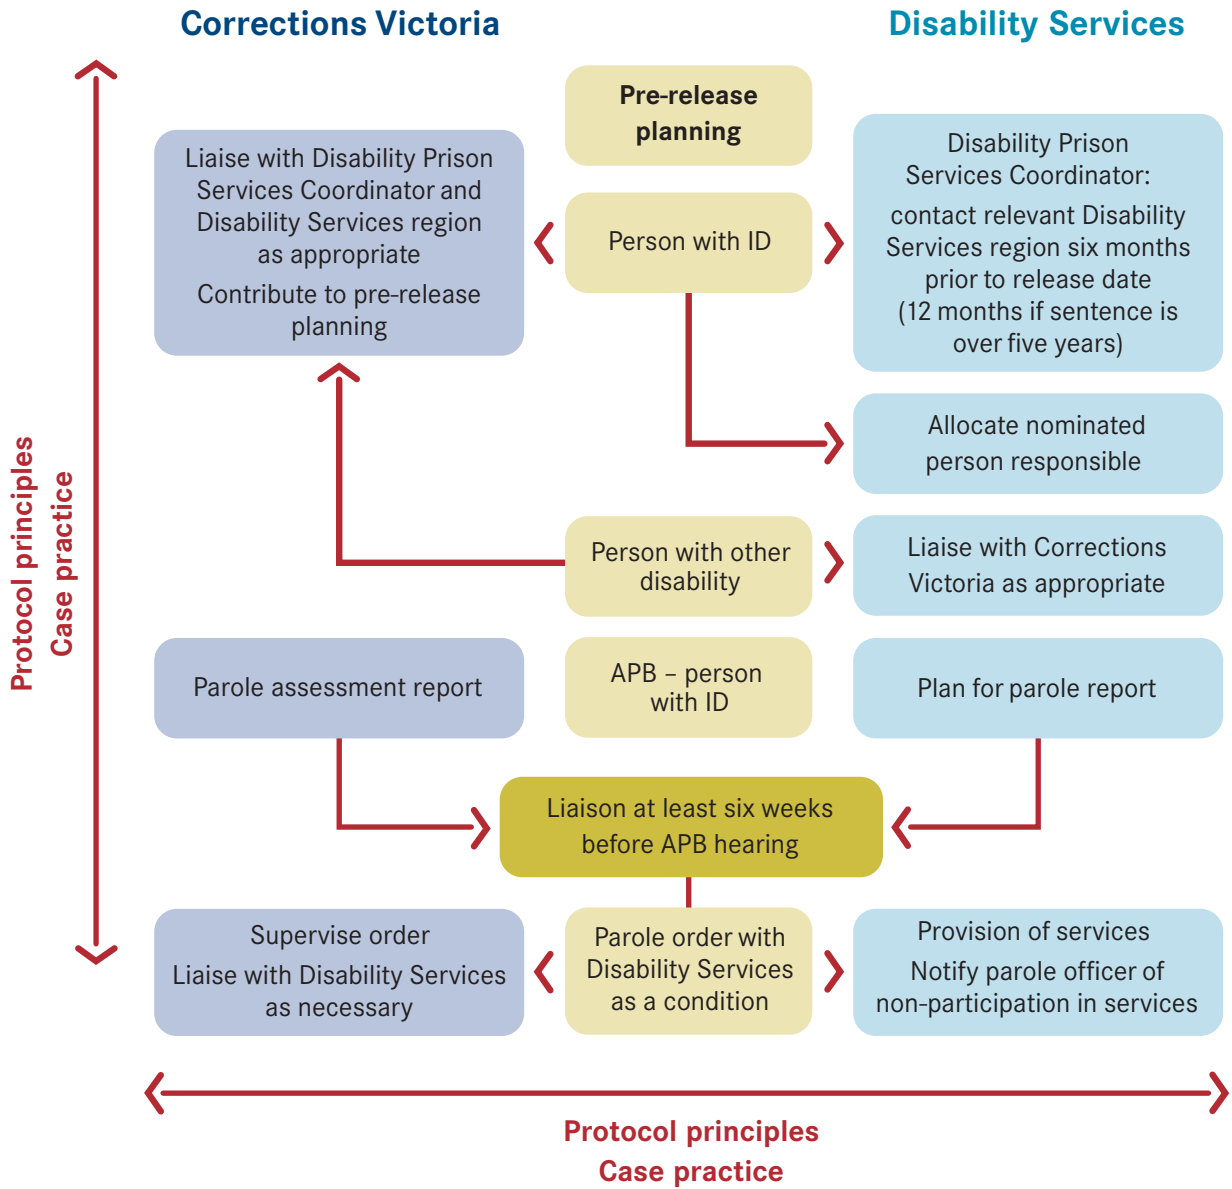 Corrections Victoria
Disability Services
Pre-release
planning
Liaise with Disability Prison
Services Coordinator and
Disability Services region
as appropriate
Contribute to pre-release
planning
Person with ID
Disability Prison
Services Coordinator:
contact relevant Disability
Services region six months
prior to release date
(12 months if sentence is
over five years)
Allocate nominated
person responsible
Person with other
disability
Liaise with Corrections
Victoria as appropriate
Protocol principles
Case practice
Parole assessment report
APB – person
with ID
Plan for parole report
Liaison at least six weeks
before APB hearing
Supervise order
Liaise with Disability Services
as necessary
Parole order with
Disability Services
as a condition
Provision of services
Notify parole officer of
non-participation in services
Protocol principles
Case practice